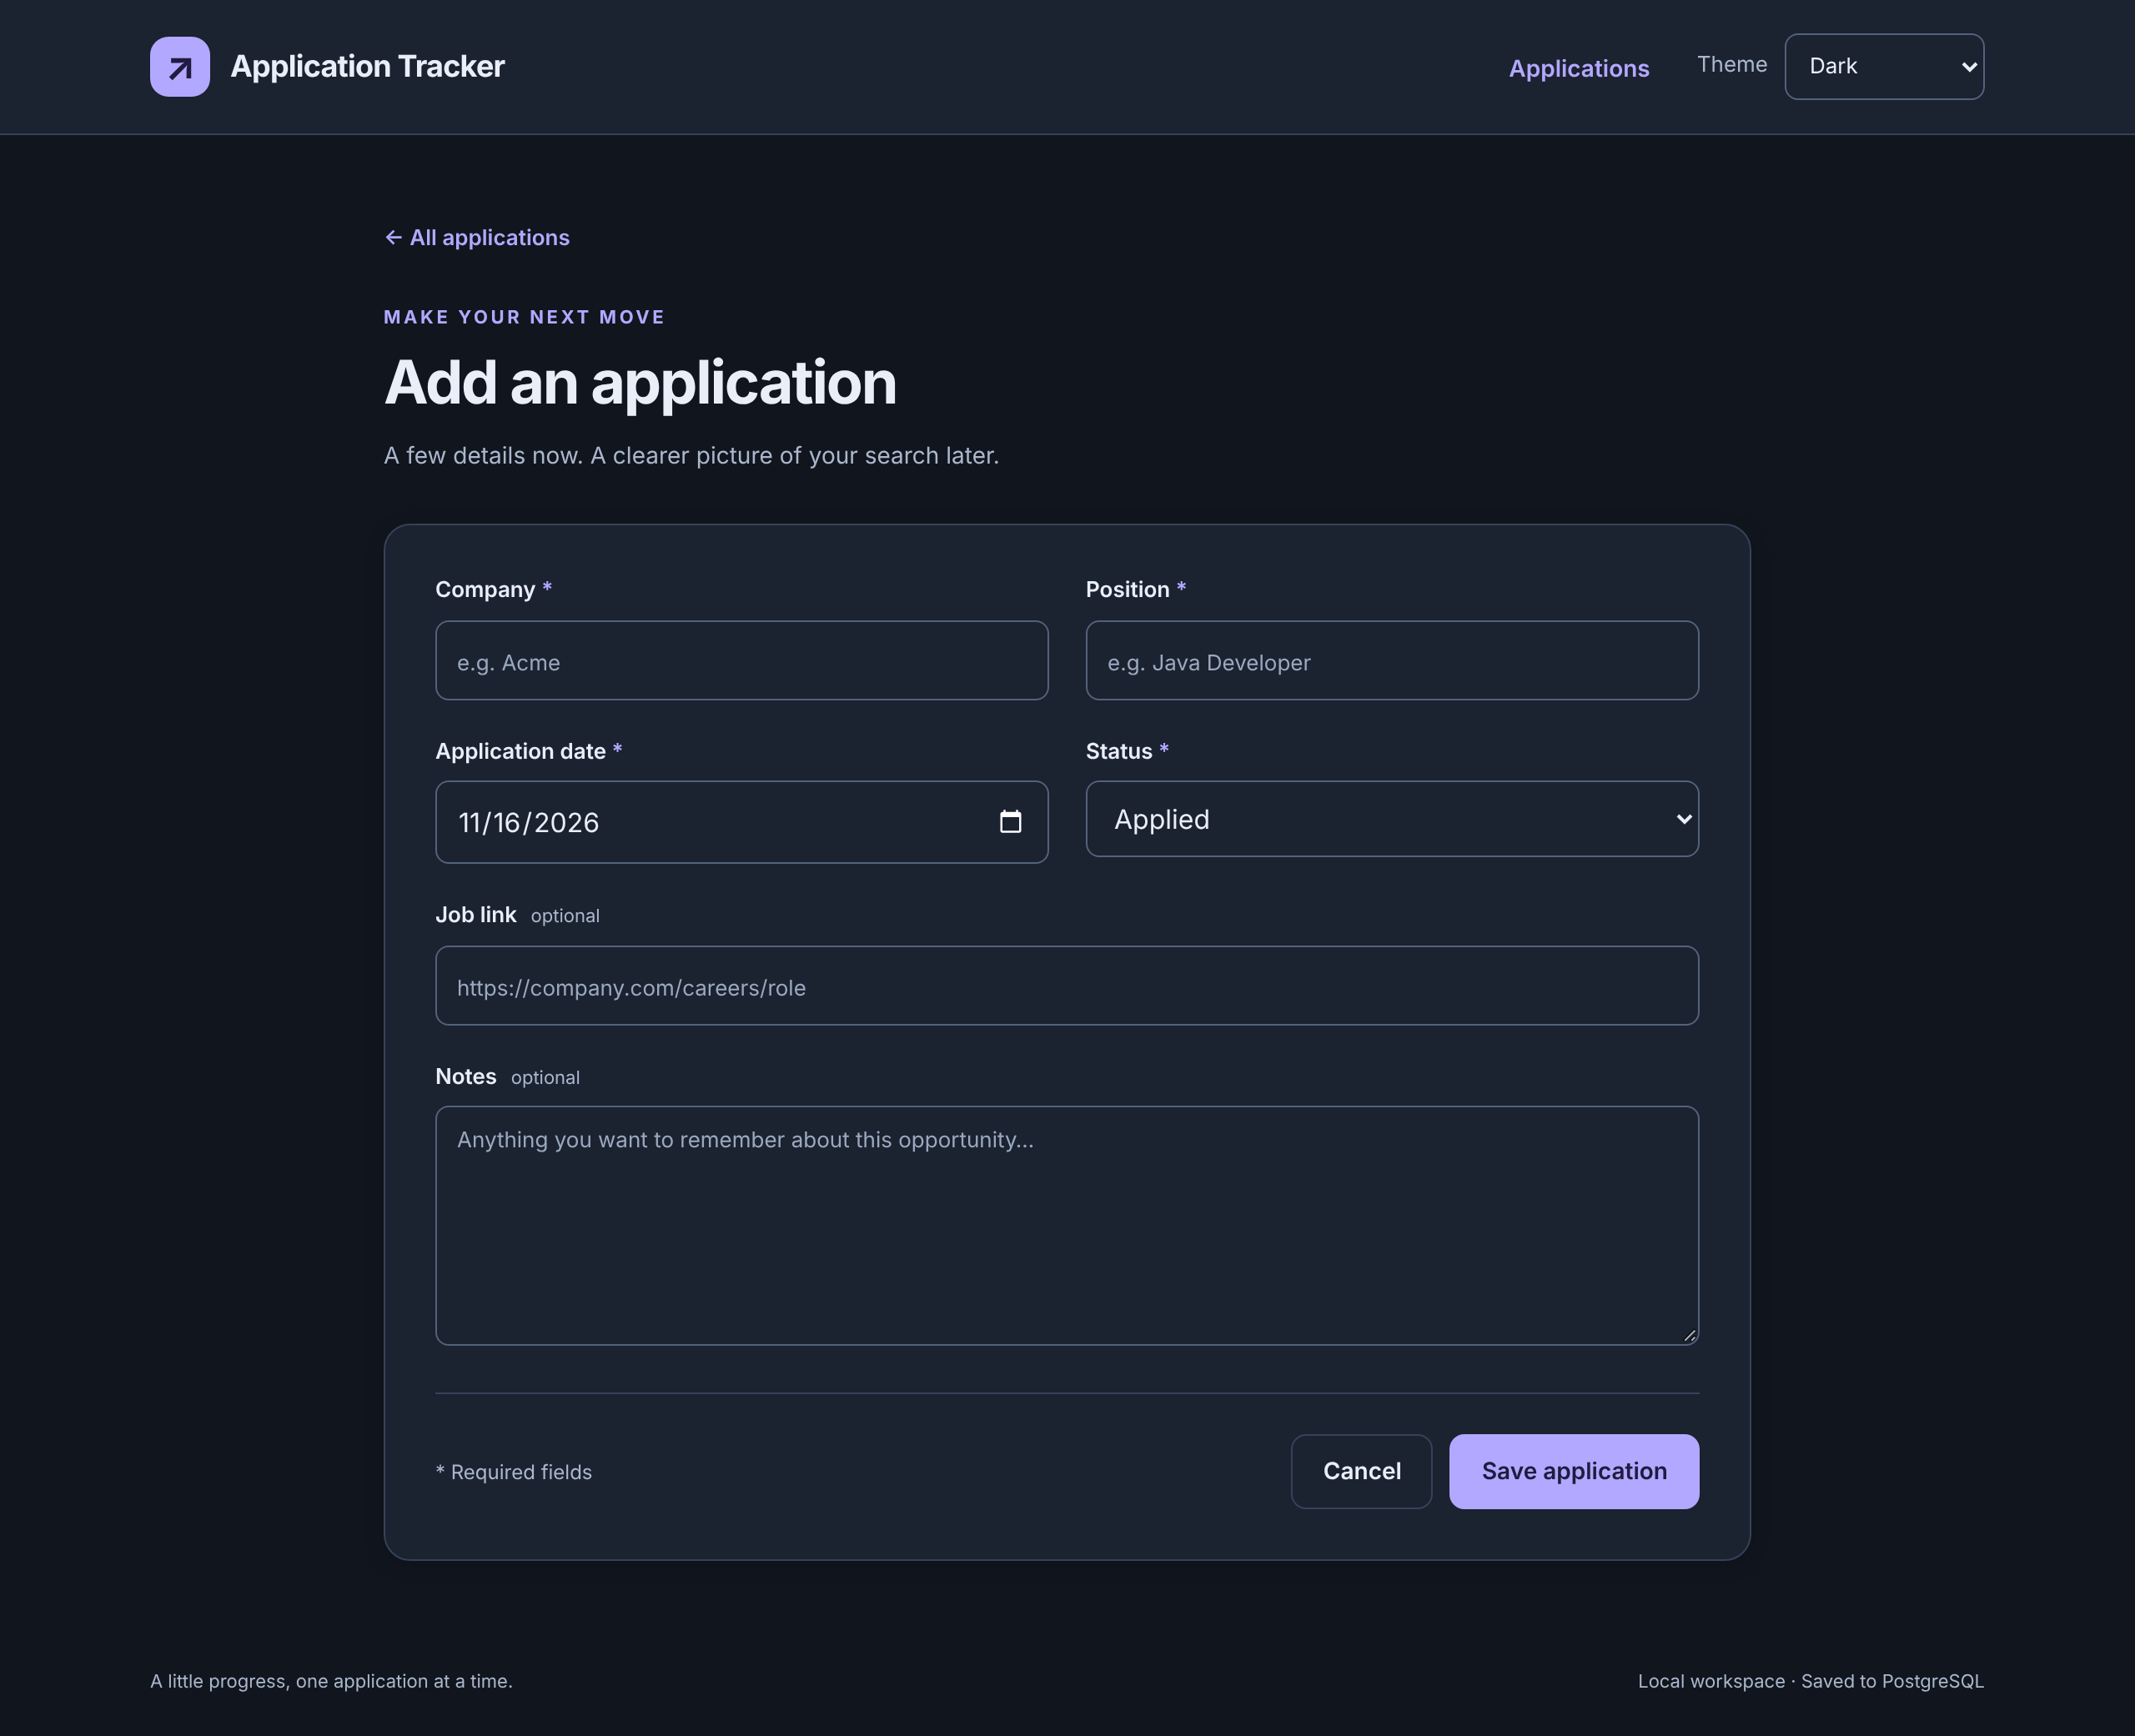 Application Tracker
Applications
Theme
Dark
← All applications
MAKE YOUR NEXT MOVE
Add an application
A few details now. A clearer picture of your search later.
Company *
Position *
e.g. Acme
e.g. Java Developer
Application date *
Status *
11/16/2026
Applied
Job link optional
https://company.com/careers/role
Notes optional
Anything you want to remember about this opportunity...
* Required fields
Cancel
Save application
A little progress, one application at a time.
Local workspace · Saved to PostgreSQL